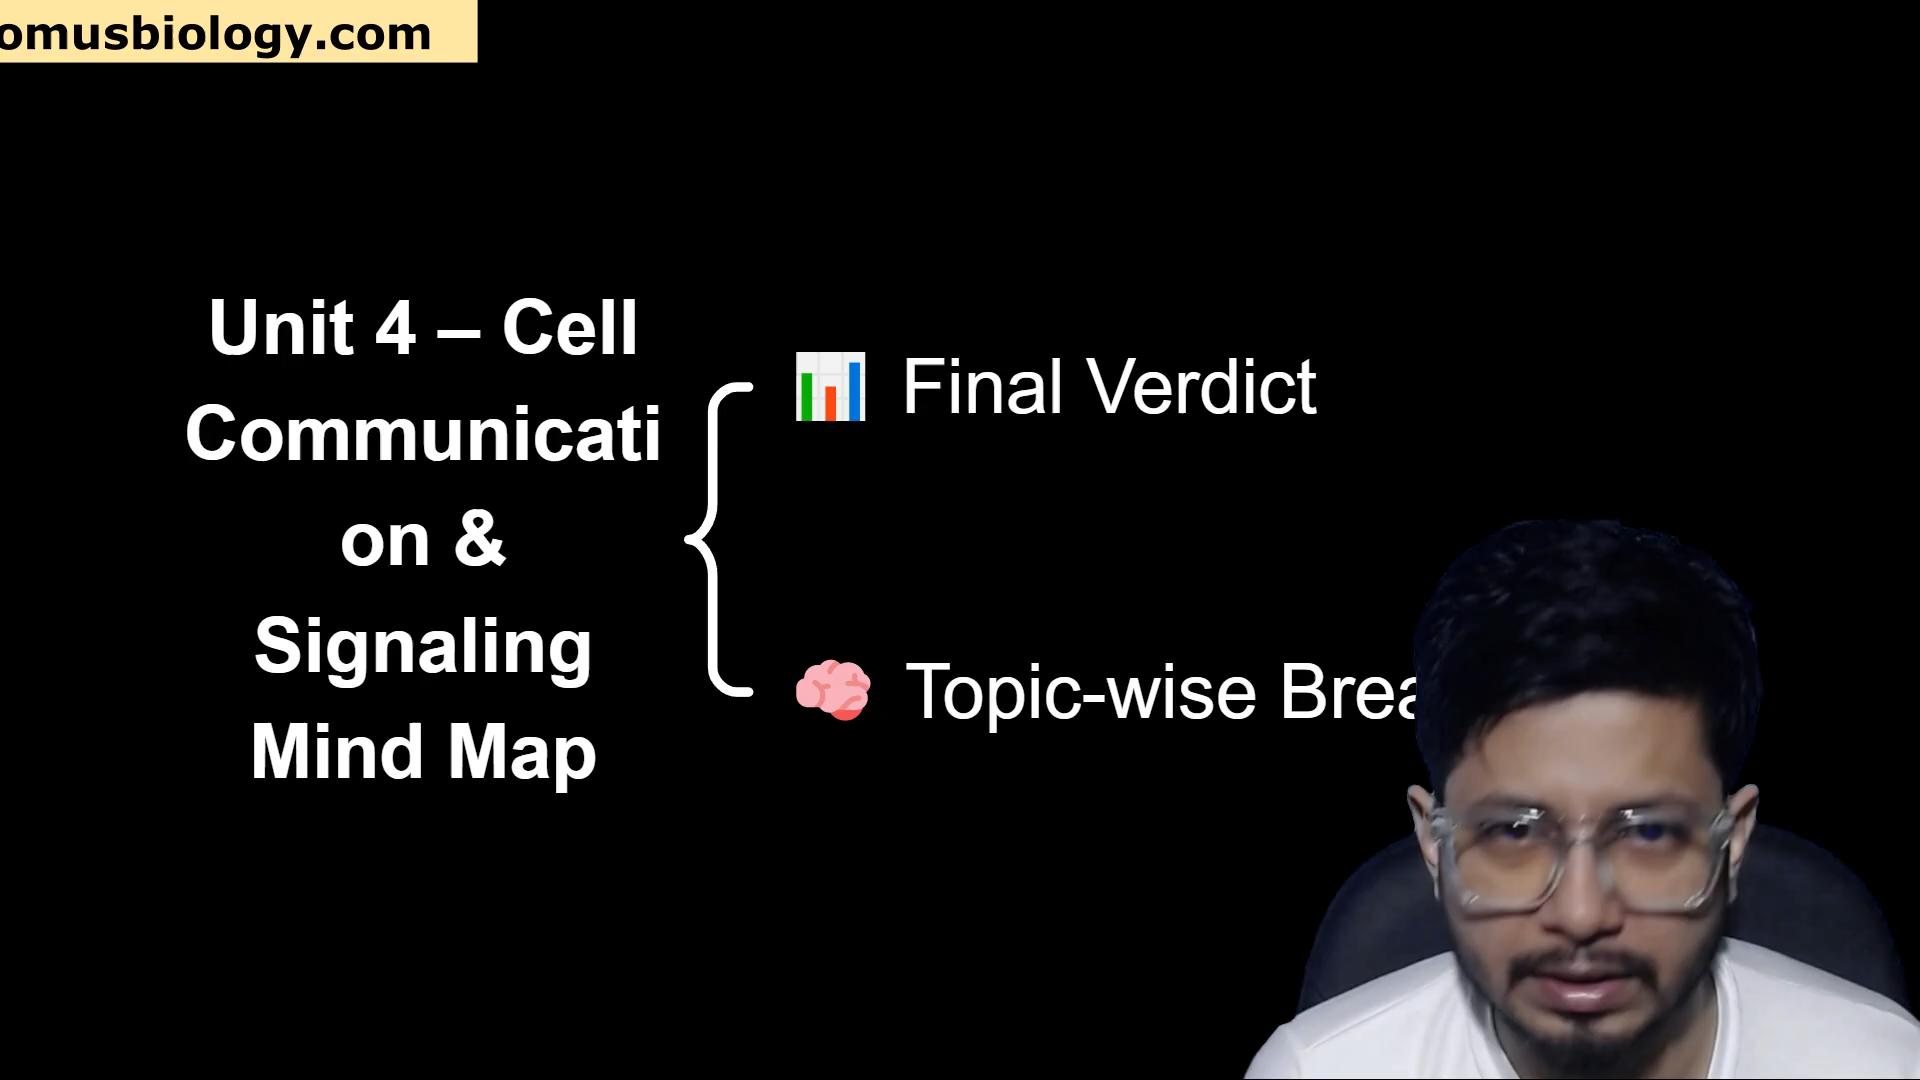 omusbiology.com
Unit 4 – Cell
Communicati
on &
Signaling
Mind Map
Final Verdict
Topic-wise Brea